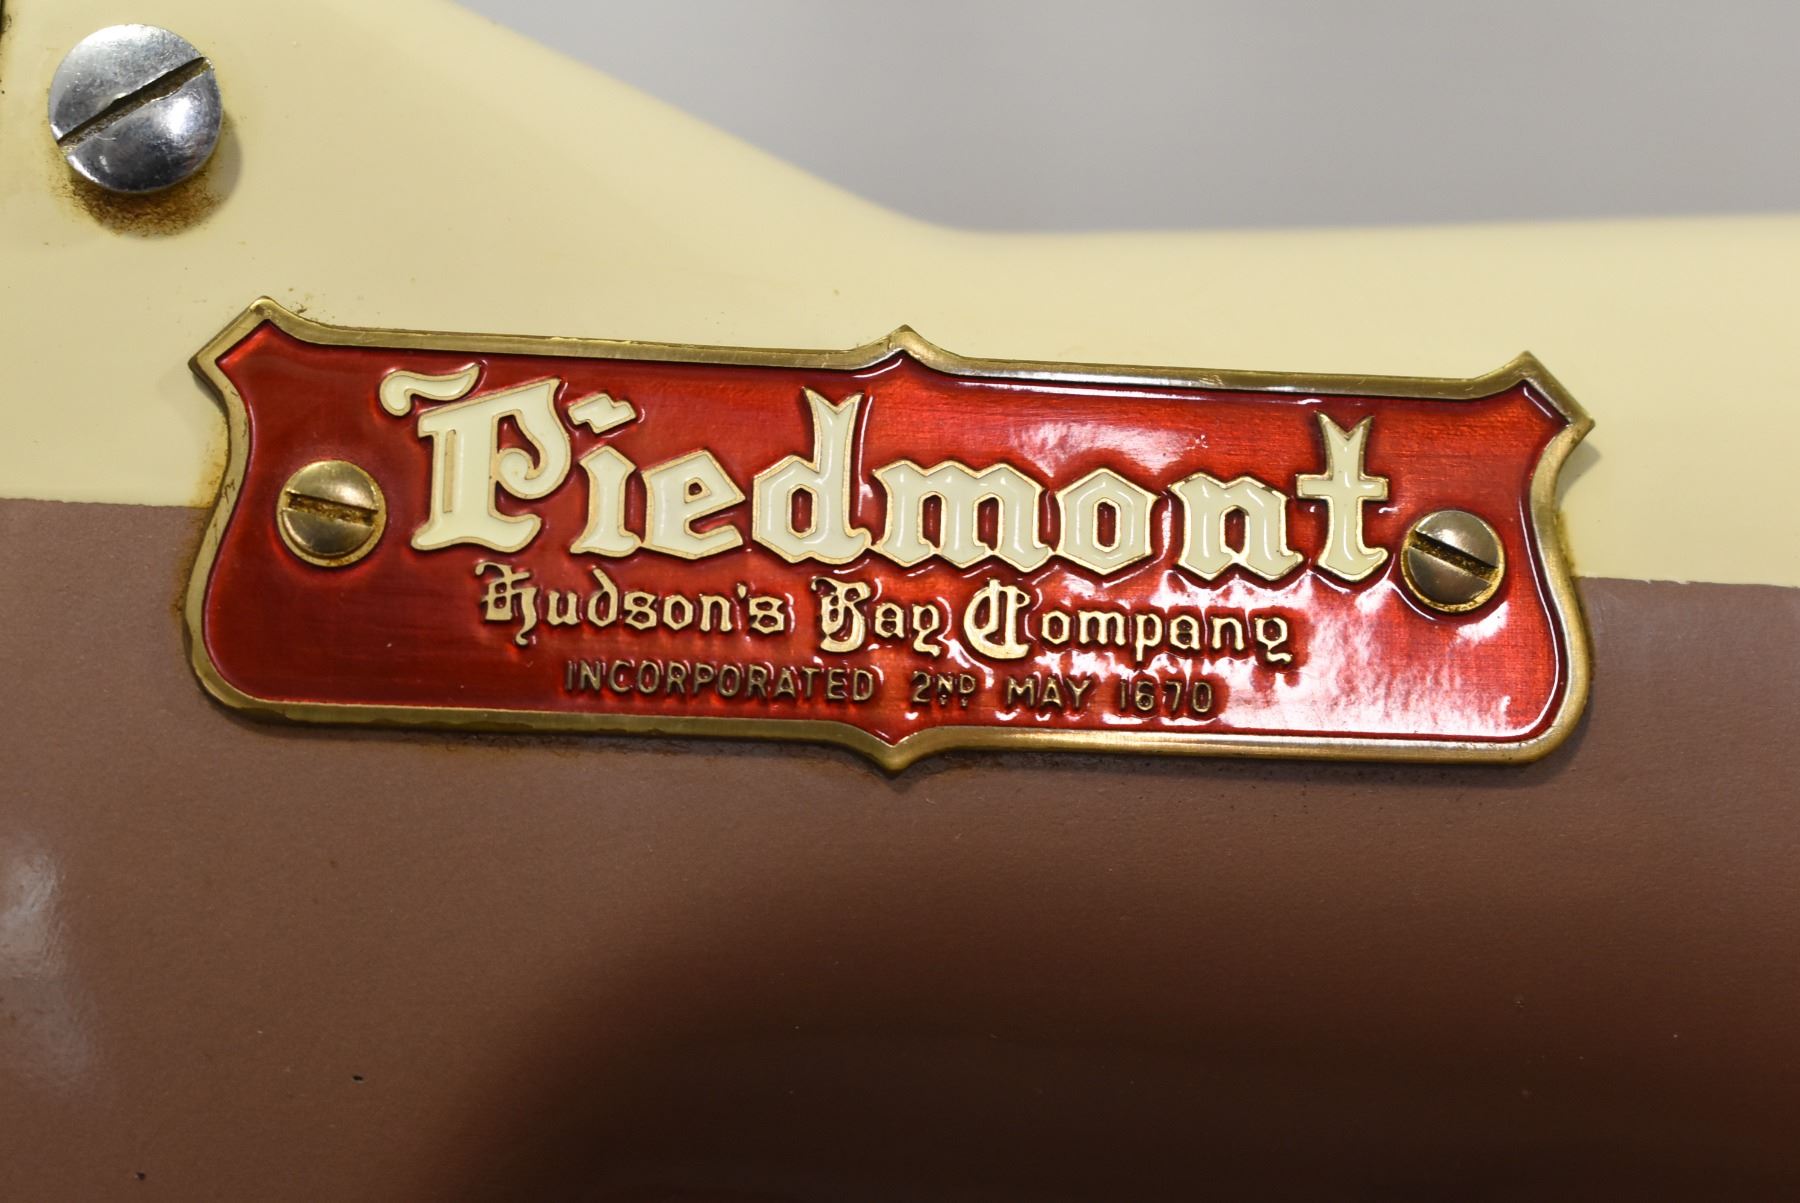 Piedmont
Hudson's Bay Company
INCORPORATED 2ND MAY 1670